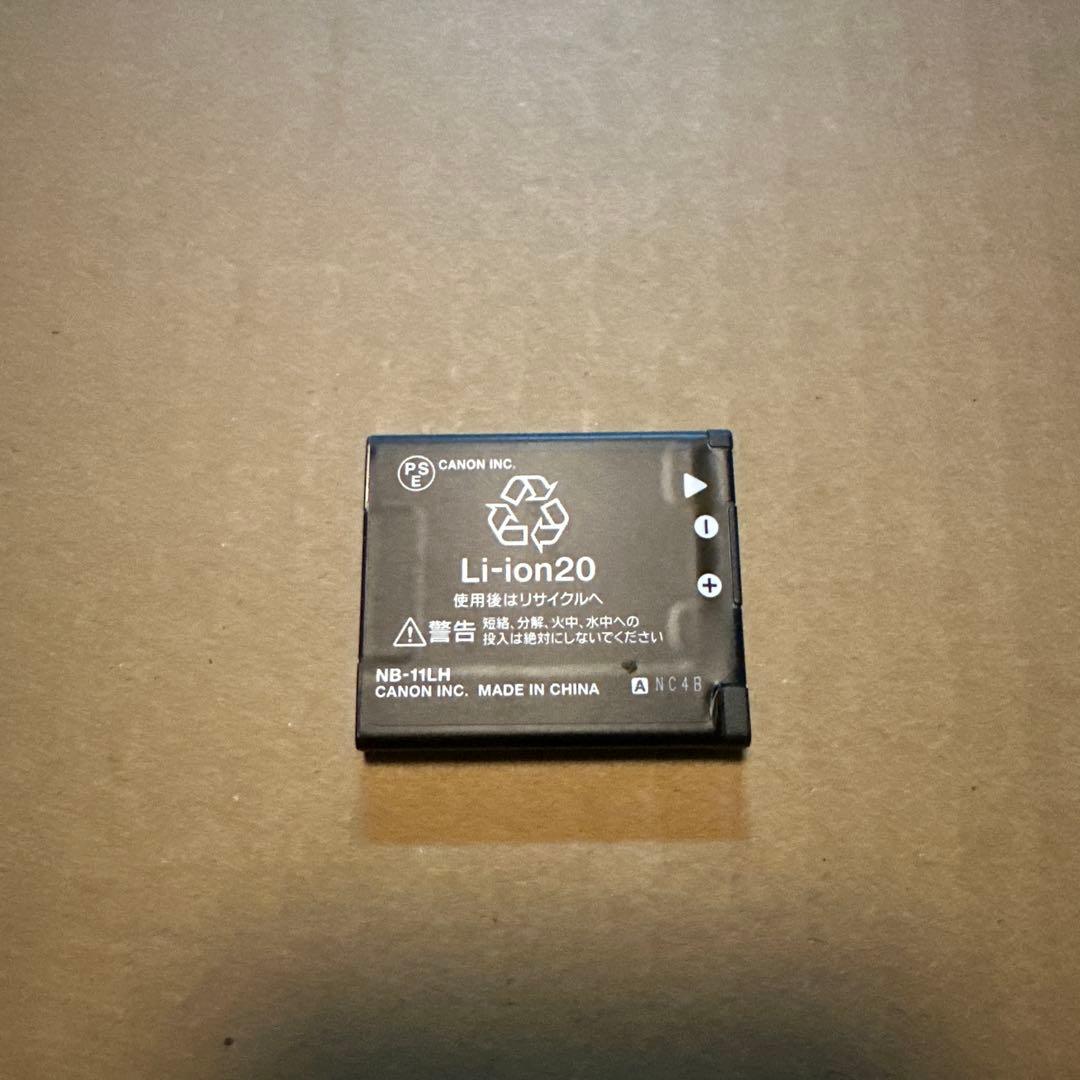 PSE CANON INC.
Li-ion20
使用後はリサイクルへ
警告 短絡、分解、火中、水中への
投入は絶対にしないでください
NB-11LH
CANON INC. MADE IN CHINA A NC4B